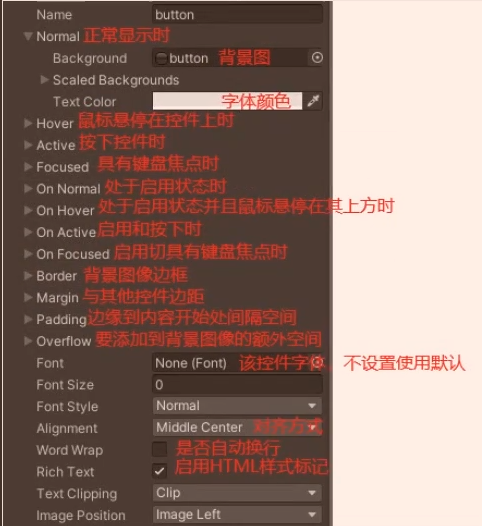 Name button
Normal 正常显示时
Background button 背景图
Scaled Backgrounds
Text Color 字体颜色
Hover 鼠标悬停在控件上时
Active 按下控件时
Focused 具有键盘焦点时
On Normal 处于启用状态时
On Hover 处于启用状态并且鼠标悬停在其上方时
On Active 启用和按下时
On Focused 启用切具有键盘焦点时
Border 背景图像边框
Margin 与其他控件边距
Padding 边缘到内容开始处间隔空间
Overflow 要添加到背景图像的额外空间
Font None (Font) 该控件字体，不设置使用默认
Font Size 0
Font Style Normal
Alignment Middle Center 对齐方式
Word Wrap 是否自动换行
Rich Text 启用HTML样式标记
Text Clipping Clip
Image Position Image Left